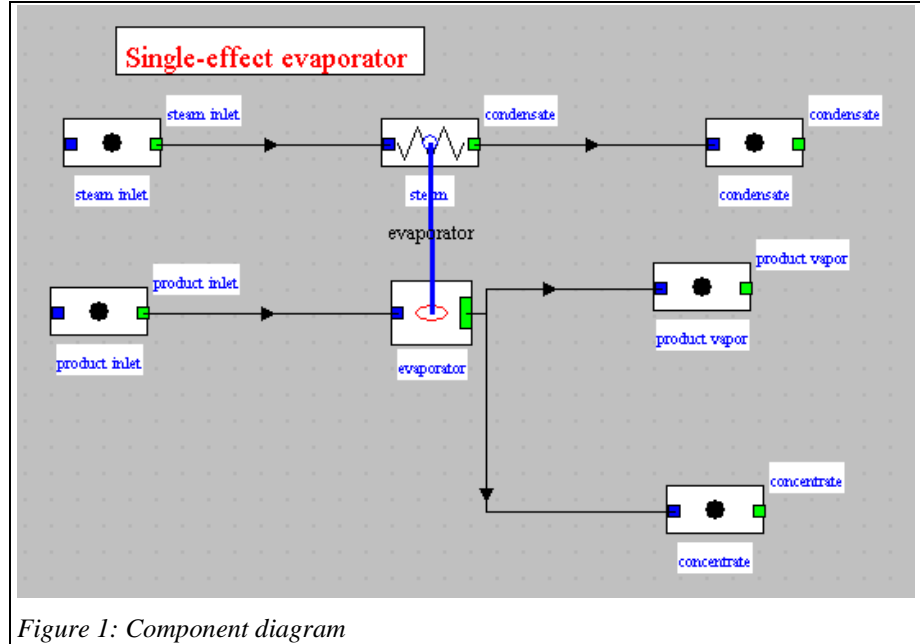 Single-effect evaporator
steam inlet
condensate
condensate
steam inlet
steam
condensate
evaporator
product inlet
product vapor
product inlet
evaporator
product vapor
concentrate
concentrate
Figure 1: Component diagram